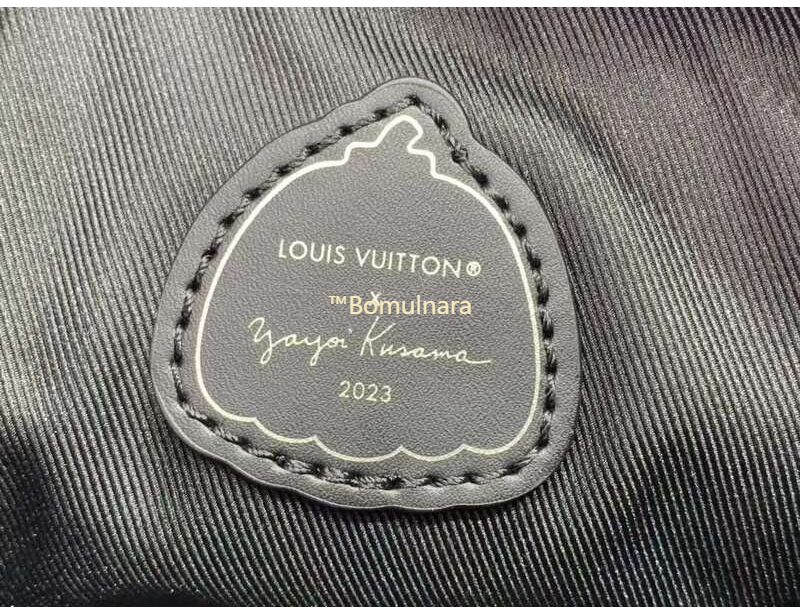 LOUIS VUITTON®
x
™Bomulnara
Yayoi Kusama
2023